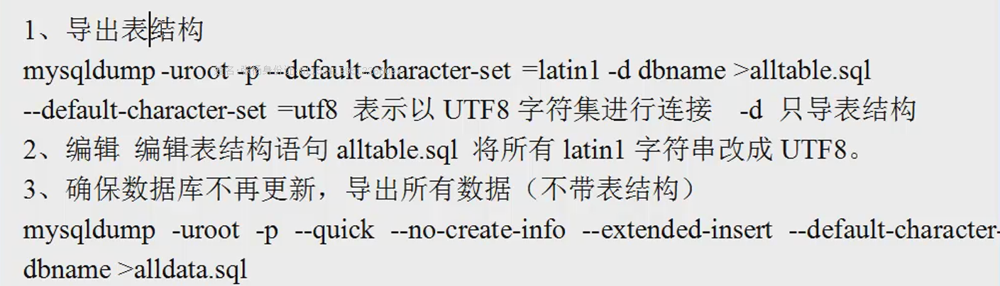 1、导出表结构
mysqldump -uroot -p --default-character-set =latin1 -d dbname >alltable.sql
--default-character-set =utf8 表示以 UTF8 字符集进行连接 -d 只导表结构
2、编辑 编辑表结构语句 alltable.sql 将所有 latin1 字符串改成 UTF8。
3、确保数据库不再更新，导出所有数据（不带表结构）
mysqldump -uroot -p --quick --no-create-info --extended-insert --default-character-
dbname >alldata.sql